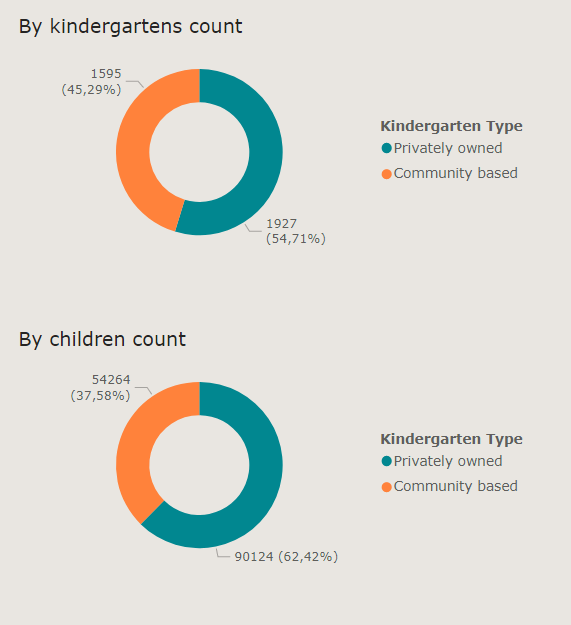 By kindergartens count
1595
(45,29%)
Kindergarten Type
Privately owned
Community based
1927
(54,71%)
By children count
54264
(37,58%)
Kindergarten Type
Privately owned
Community based
90124 (62,42%)